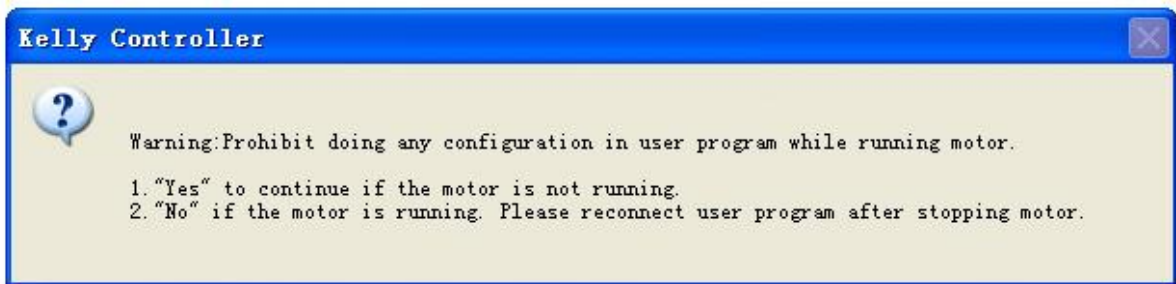 Kelly Controller
Warning:Prohibit doing any configuration in user program while running motor.
1."Yes" to continue if the motor is not running.
2."No" if the motor is running. Please reconnect user program after stopping motor.